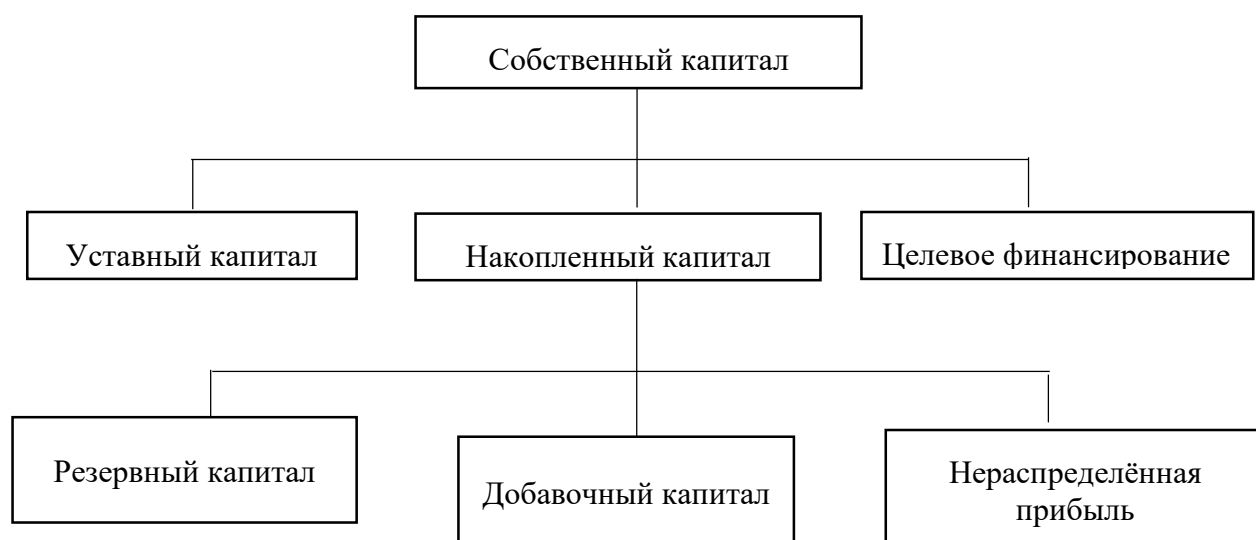 Собственный капитал
Уставный капитал
Накопленный капитал
Целевое финансирование
Резервный капитал
Добавочный капитал
Нераспределённая
прибыль